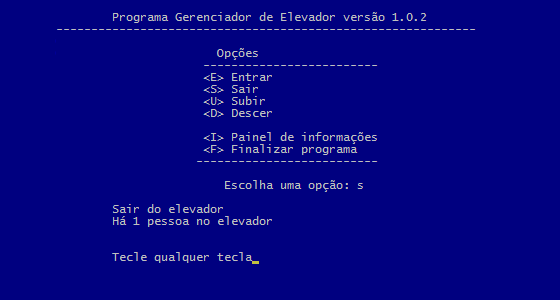 Programa Gerenciador de Elevador versão 1.0.2
------------------------------------------------------------
Opções
-------------------------
<E> Entrar
<S> Sair
<U> Subir
<D> Descer
<I> Painel de informações
<F> Finalizar programa
--------------------------
Escolha uma opção: s
Sair do elevador
Há 1 pessoa no elevador
Tecle qualquer tecla_